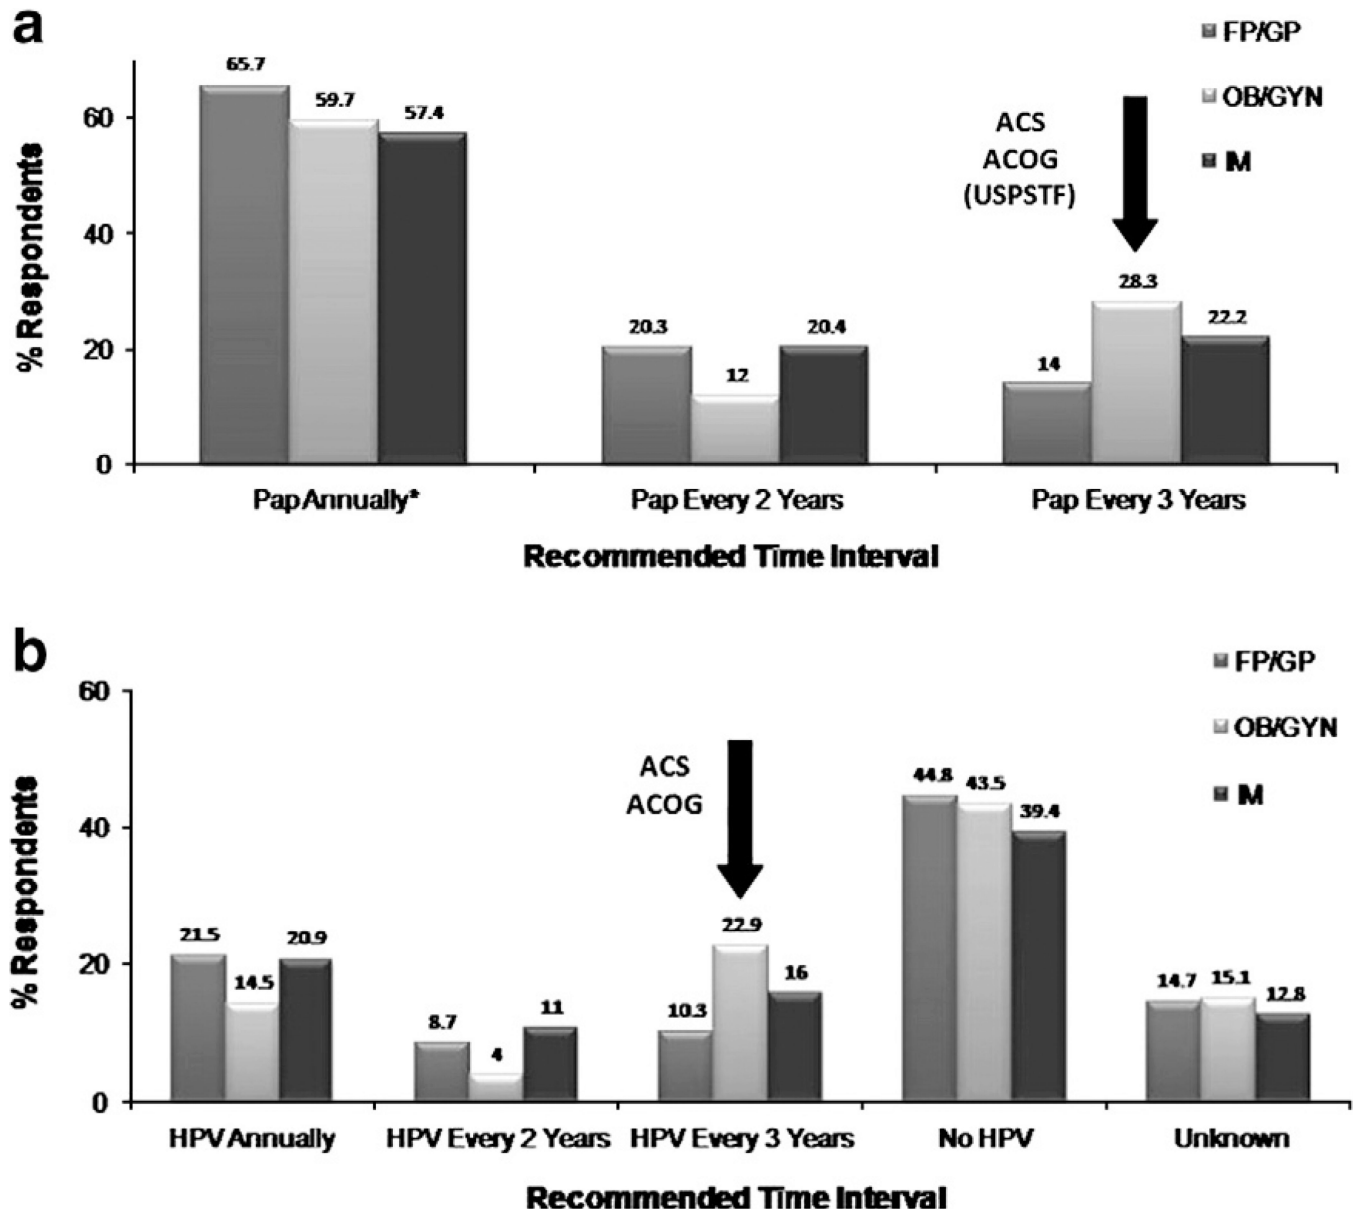 a
FP/GP
OB/GYN
IM
ACS
ACOG
(USPSTF)
% Respondents
60
40
20
0
65.7
59.7
57.4
20.3
12
20.4
14
28.3
22.2
Pap Annually*
Pap Every 2 Years
Pap Every 3 Years
Recommended Time Interval
b
FP/GP
OB/GYN
IM
ACS
ACOG
% Respondents
60
40
20
0
21.5
14.5
20.9
8.7
4
11
10.3
22.9
16
44.8
43.5
39.4
14.7
15.1
12.8
HPV Annually
HPV Every 2 Years
HPV Every 3 Years
No HPV
Unknown
Recommended Time Interval